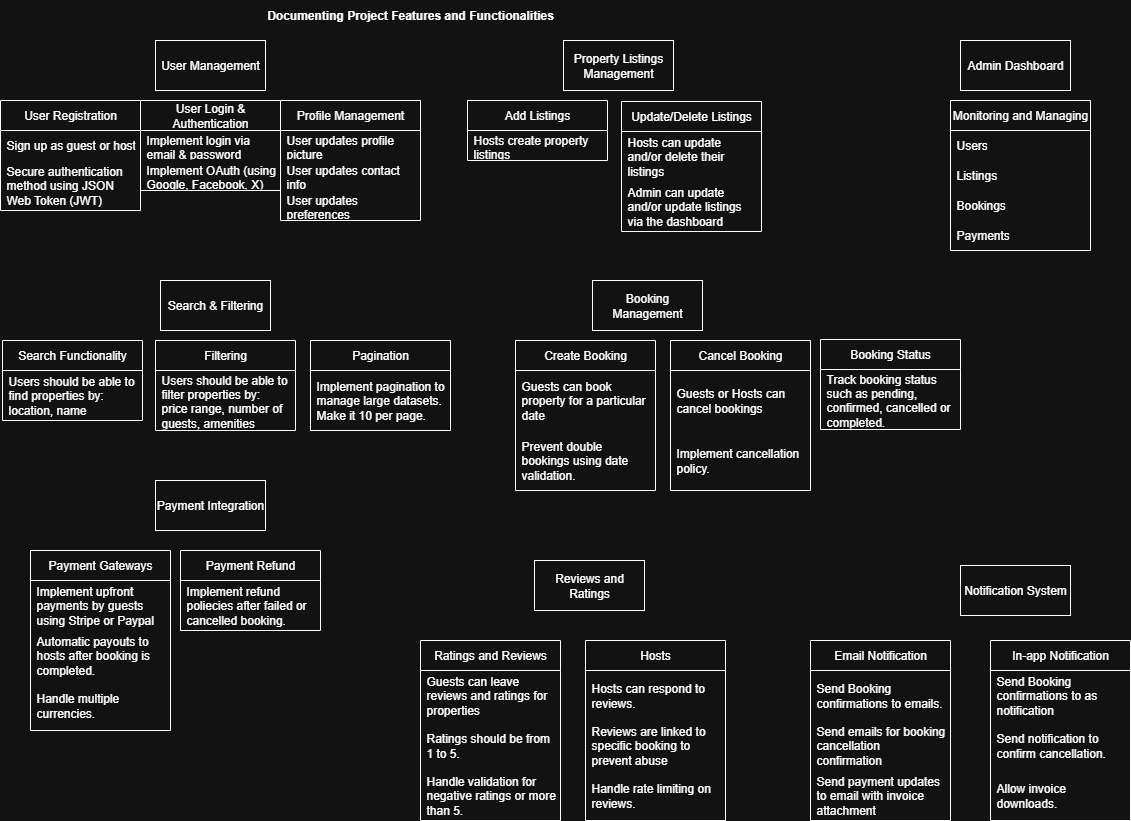 Documenting Project Features and Functionalities
User Management
User Registration
Sign up as guest or host
Secure authentication
method using JSON
Web Token (JWT)
User Login &
Authentication
Implement login via
email & password
Implement OAuth (using
Google, Facebook, X)
Profile Management
User updates profile
picture
User updates contact
info
User updates
preferences
Property Listings
Management
Add Listings
Hosts create property
listings
Update/Delete Listings
Hosts can update
and/or delete their
listings
Admin can update
and/or update listings
via the dashboard
Admin Dashboard
Monitoring and Managing
Users
Listings
Bookings
Payments
Search & Filtering
Search Functionality
Users should be able to
find properties by:
location, name
Filtering
Users should be able to
filter properties by:
price range, number of
guests, amenities
Pagination
Implement pagination to
manage large datasets.
Make it 10 per page.
Booking
Management
Create Booking
Guests can book
property for a particular
date
Prevent double
bookings using date
validation.
Cancel Booking
Guests or Hosts can
cancel bookings
Implement cancellation
policy.
Booking Status
Track booking status
such as pending,
confirmed, cancelled or
completed.
Payment Integration
Payment Gateways
Implement upfront
payments by guests
using Stripe or Paypal
Automatic payouts to
hosts after booking is
completed.
Handle multiple
currencies.
Payment Refund
Implement refund
poliecies after failed or
cancelled booking.
Reviews and
Ratings
Ratings and Reviews
Guests can leave
reviews and ratings for
properties
Ratings should be from
1 to 5.
Handle validation for
negative ratings or more
than 5.
Hosts
Hosts can respond to
reviews.
Reviews are linked to
specific booking to
prevent abuse
Handle rate limiting on
reviews.
Notification System
Email Notification
Send Booking
confirmations to emails.
Send emails for booking
cancellation
confirmation
Send payment updates
to email with invoice
attachment
In-app Notification
Send Booking
confirmations to as
notification
Send notification to
confirm cancellation.
Allow invoice
downloads.